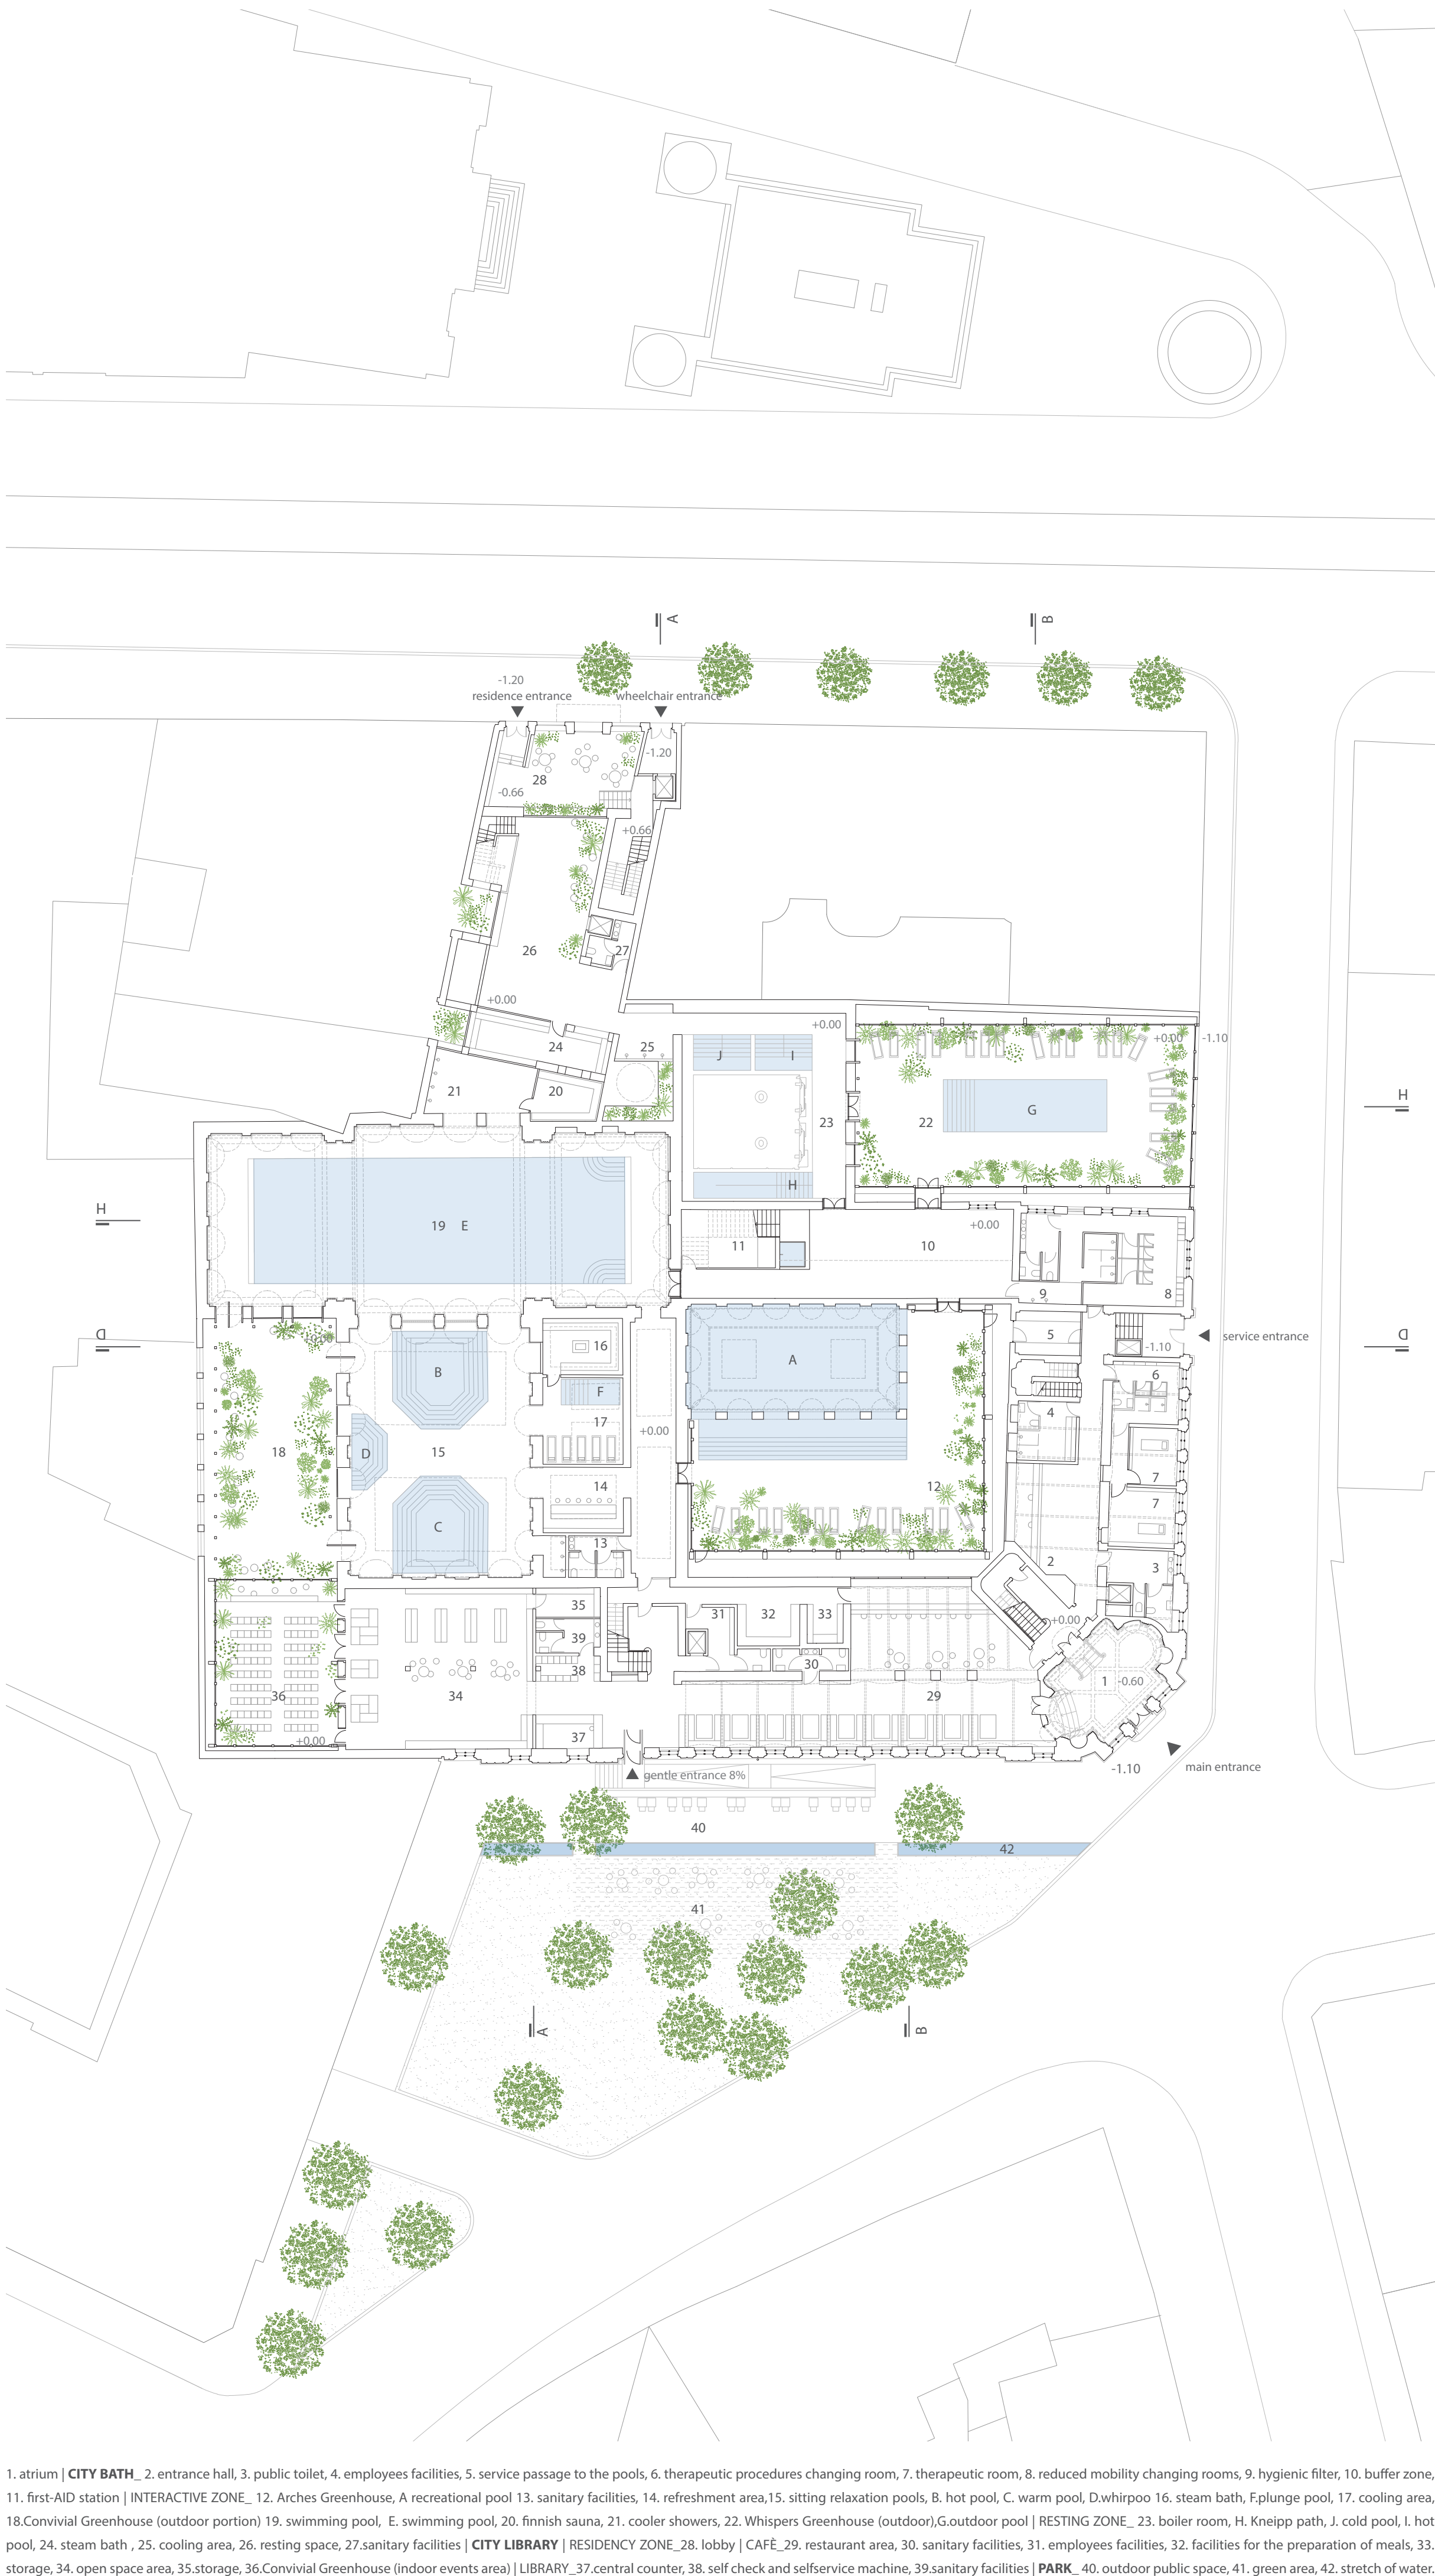 A
B
-1.20
residence entrance
wheelchair entrance
-1.20
28
-0.66
+0.66
26
27
+0.00
+0.00
24
25
J
I
+0.00
-1.10
21
20
23
22
G
H
H
H
19 E
11
10
+0.00
9
8
D
+0.00
5
-1.10
service entrance
D
16
A
B
F
6
17
+0.00
4
18
D
15
7
14
12
7
C
13
2
3
35
31
32
33
+0.00
39
30
38
36
34
29
1 -0.60
+0.00
37
gentle entrance 8%
-1.10
main entrance
40
42
41
A
B
1. atrium | CITY BATH_ 2. entrance hall, 3. public toilet, 4. employees facilities, 5. service passage to the pools, 6. therapeutic procedures changing room, 7. therapeutic room, 8. reduced mobility changing rooms, 9. hygienic filter, 10. buffer zone,
11. first-AID station | INTERACTIVE ZONE_ 12. Arches Greenhouse, A recreational pool 13. sanitary facilities, 14. refreshment area,15. sitting relaxation pools, B. hot pool, C. warm pool, D.whirpoo 16. steam bath, F.plunge pool, 17. cooling area,
18.Convivial Greenhouse (outdoor portion) 19. swimming pool, E. swimming pool, 20. finnish sauna, 21. cooler showers, 22. Whispers Greenhouse (outdoor),G.outdoor pool | RESTING ZONE_ 23. boiler room, H. Kneipp path, J. cold pool, I. hot
pool, 24. steam bath , 25. cooling area, 26. resting space, 27.sanitary facilities | CITY LIBRARY | RESIDENCY ZONE_28. lobby | CAFÈ_29. restaurant area, 30. sanitary facilities, 31. employees facilities, 32. facilities for the preparation of meals, 33.
storage, 34. open space area, 35.storage, 36.Convivial Greenhouse (indoor events area) | LIBRARY_37.central counter, 38. self check and selfservice machine, 39.sanitary facilities | PARK_ 40. outdoor public space, 41. green area, 42. stretch of water.